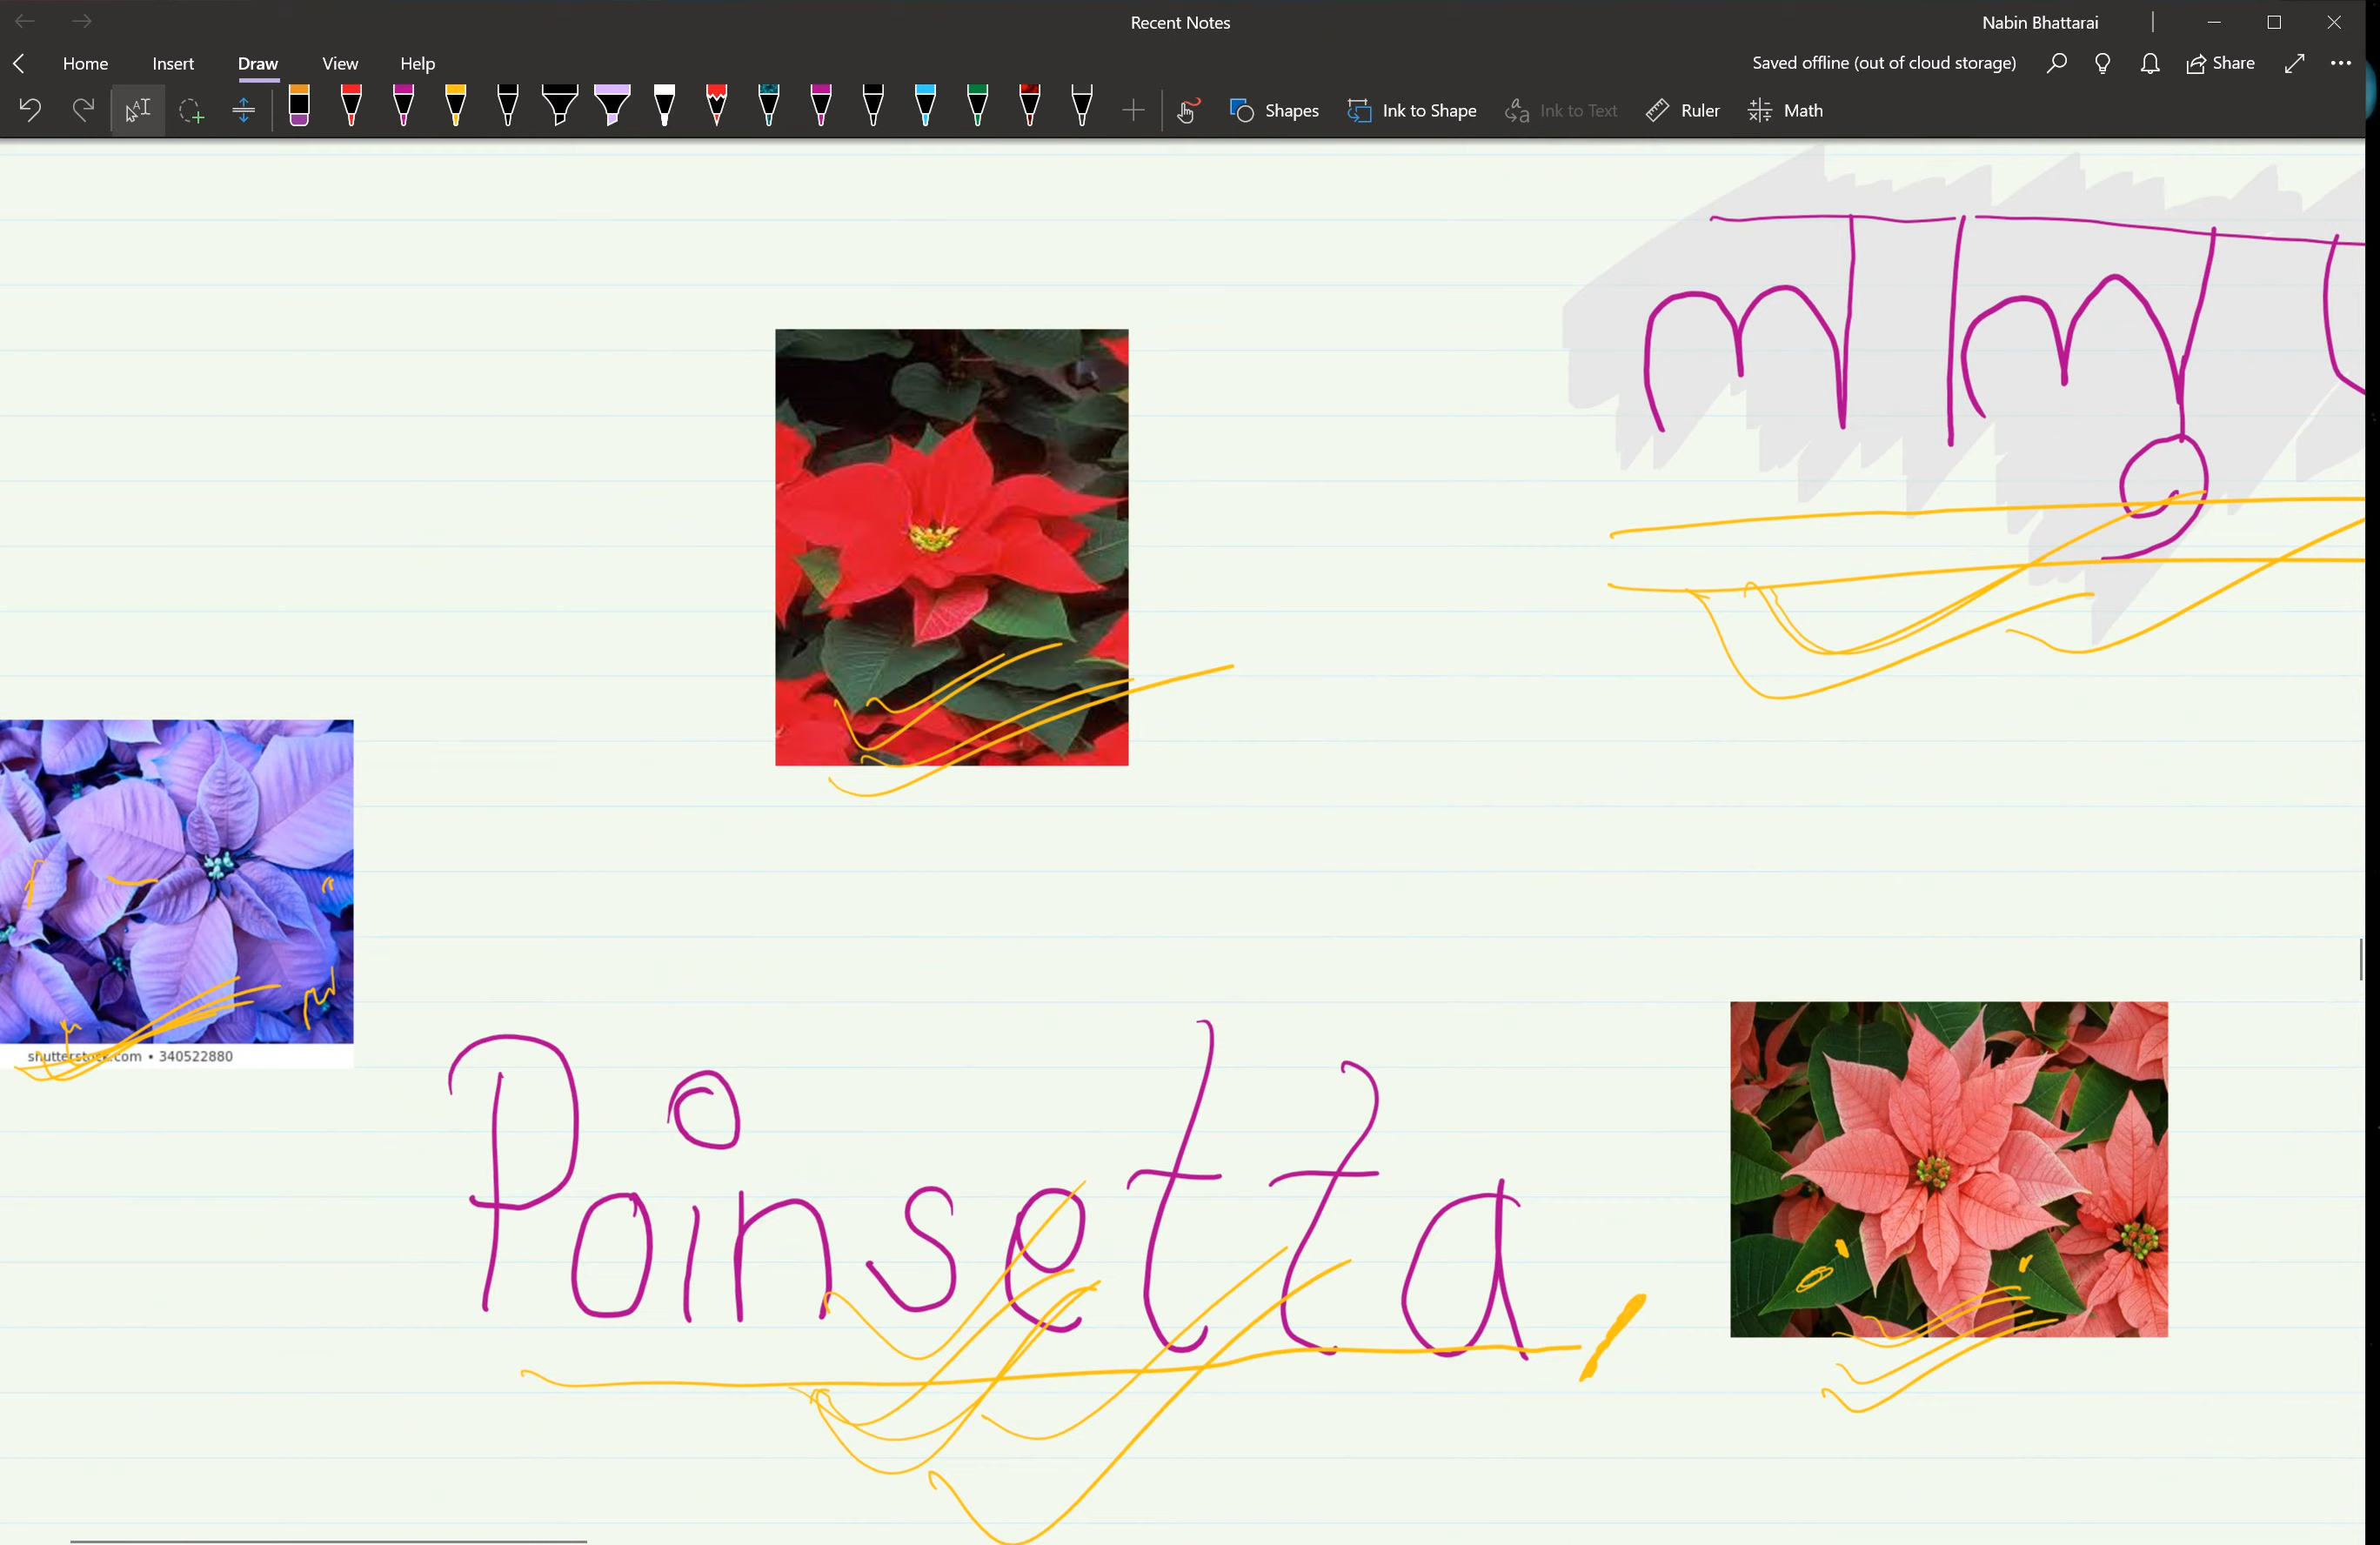 Recent Notes
Nabin Bhattarai
Home Insert Draw View Help
Saved offline (out of cloud storage)
Share
Shapes Ink to Shape Ink to Text Ruler Math
shutterstock.com • 340522880
Poinsetta